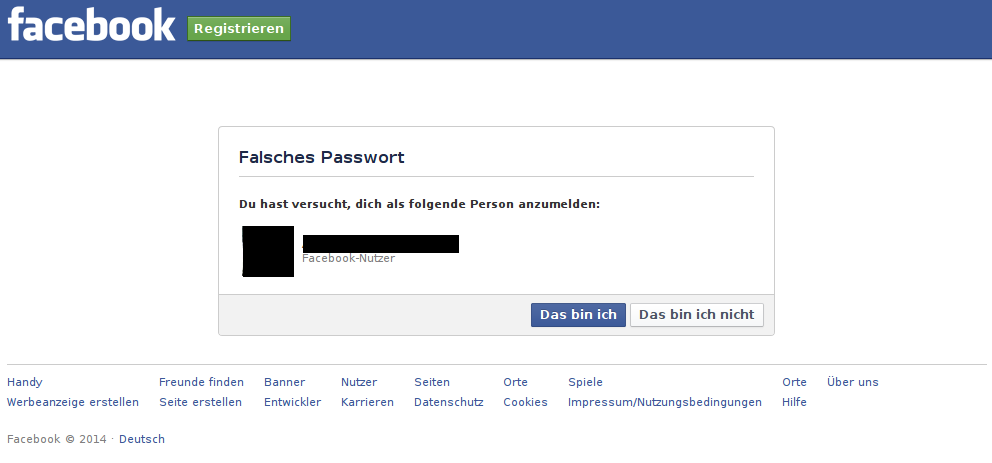 facebook Registrieren
Falsches Passwort
Du hast versucht, dich als folgende Person anzumelden:
Facebook-Nutzer
Das bin ich Das bin ich nicht
Handy Freunde finden Banner Nutzer Seiten Orte Spiele Orte Über uns
Werbeanzeige erstellen Seite erstellen Entwickler Karrieren Datenschutz Cookies Impressum/Nutzungsbedingungen Hilfe
Facebook © 2014 · Deutsch